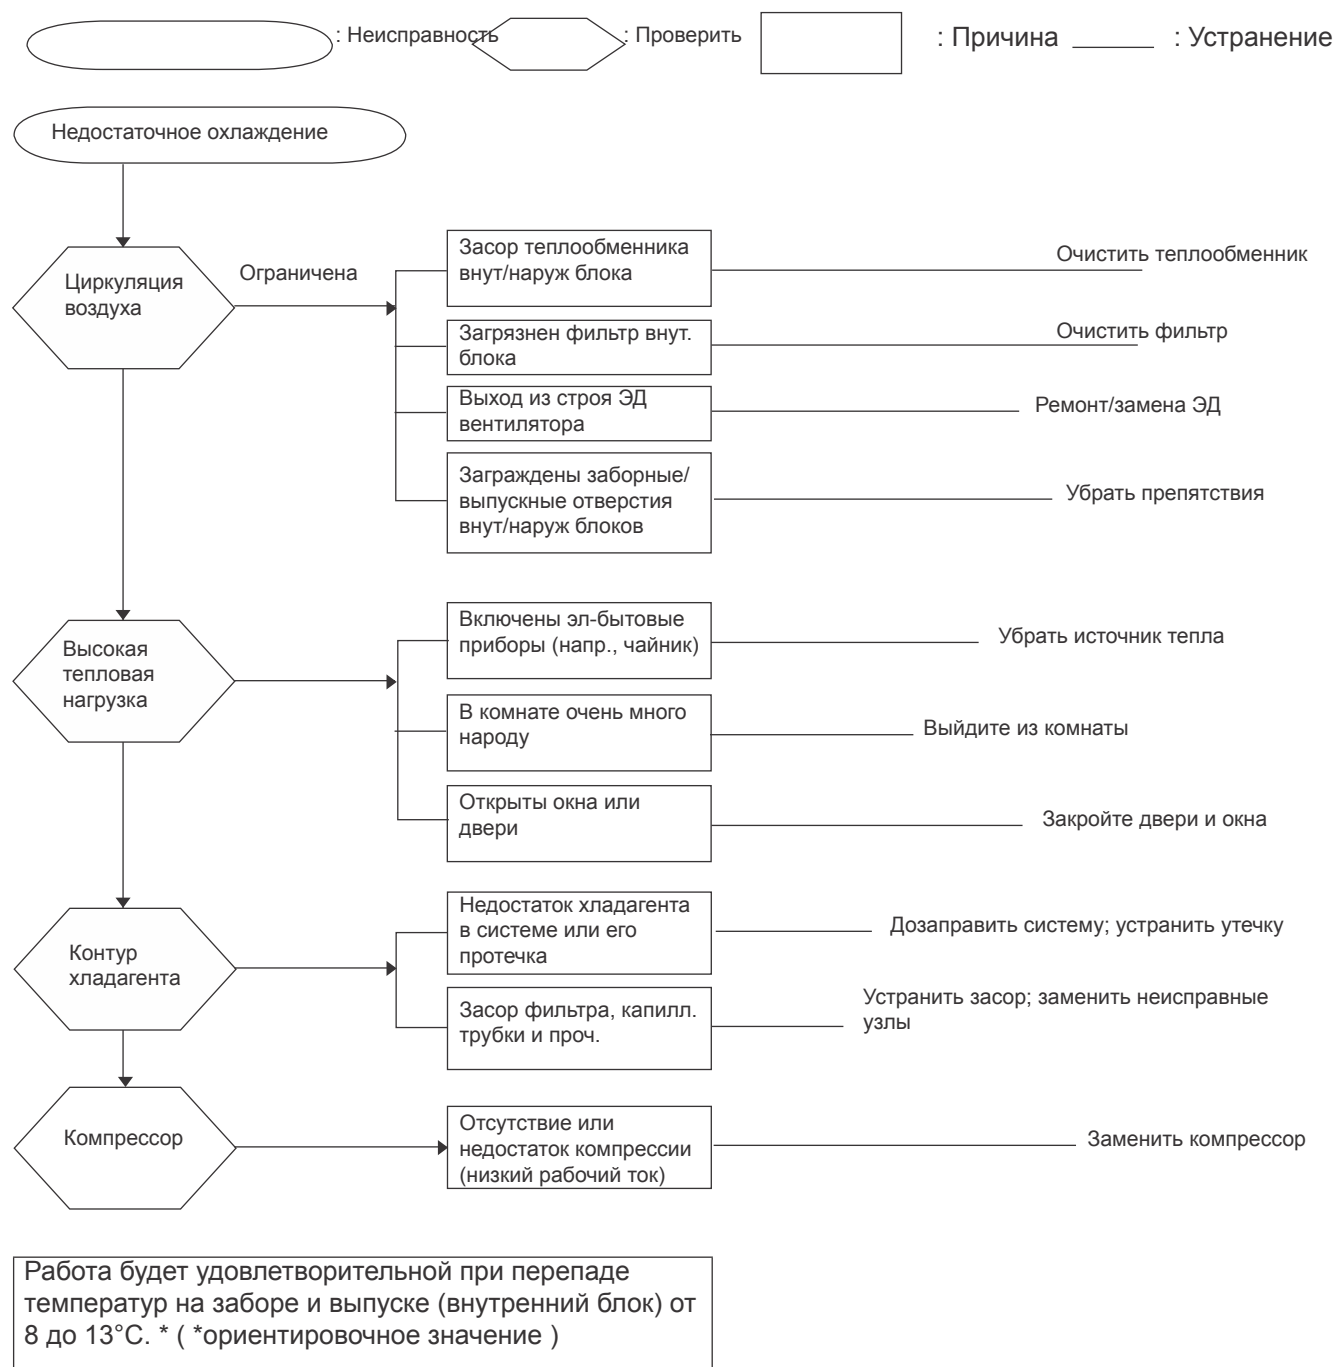 : Неисправность
: Проверить
: Причина
: Устранение
Недостаточное охлаждение
Циркуляция
воздуха
Ограничена
Засор теплообменника
внут/наруж блока
Очистить теплообменник
Загрязнен фильтр внут.
блока
Очистить фильтр
Выход из строя ЭД
вентилятора
Ремонт/замена ЭД
Заграждены заборные/
выпускные отверстия
внут/наруж блоков
Убрать препятствия
Высокая
тепловая
нагрузка
Включены эл-бытовые
приборы (напр., чайник)
Убрать источник тепла
В комнате очень много
народу
Выйдите из комнаты
Открыты окна или
двери
Закройте двери и окна
Контур
хладагента
Недостаток хладагента
в системе или его
протечка
Дозаправить систему; устранить утечку
Засор фильтра, капилл.
трубки и проч.
Устранить засор; заменить неисправные
узлы
Компрессор
Отсутствие или
недостаток компрессии
(низкий рабочий ток)
Заменить компрессор
Работа будет удовлетворительной при перепаде
температур на заборе и выпуске (внутренний блок) от
8 до 13°C. * ( *ориентировочное значение )